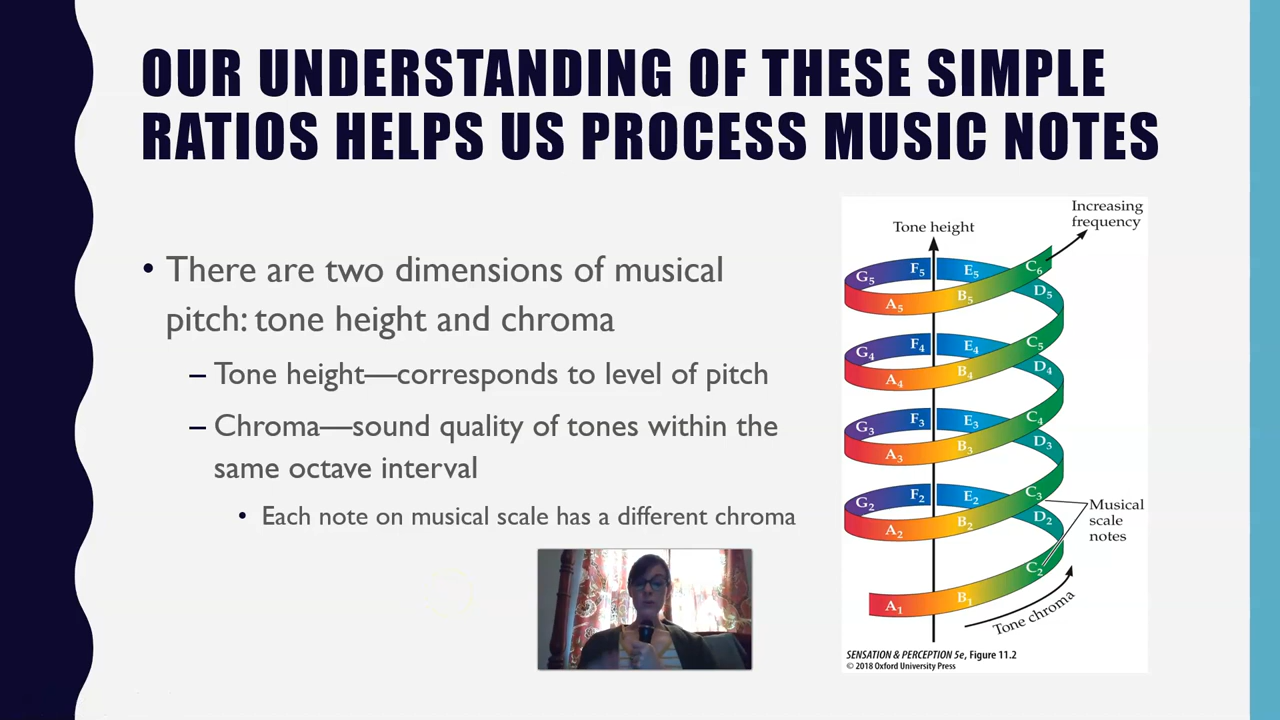 OUR UNDERSTANDING OF THESE SIMPLE
RATIOS HELPS US PROCESS MUSIC NOTES
• There are two dimensions of musical
pitch: tone height and chroma
– Tone height—corresponds to level of pitch
– Chroma—sound quality of tones within the
same octave interval
• Each note on musical scale has a different chroma
Increasing
frequency
Tone height
G5 F5 E5 C6
A5 B5 D5
G4 F4 E4 C5
A4 B4 D4
G3 F3 E3 C4
A3 B3 D3
G2 F2 E2 C3
A2 B2 D2
Musical
scale
notes
A1 B1 C2
Tone chroma
SENSATION & PERCEPTION 5e, Figure 11.2
© 2018 Oxford University Press